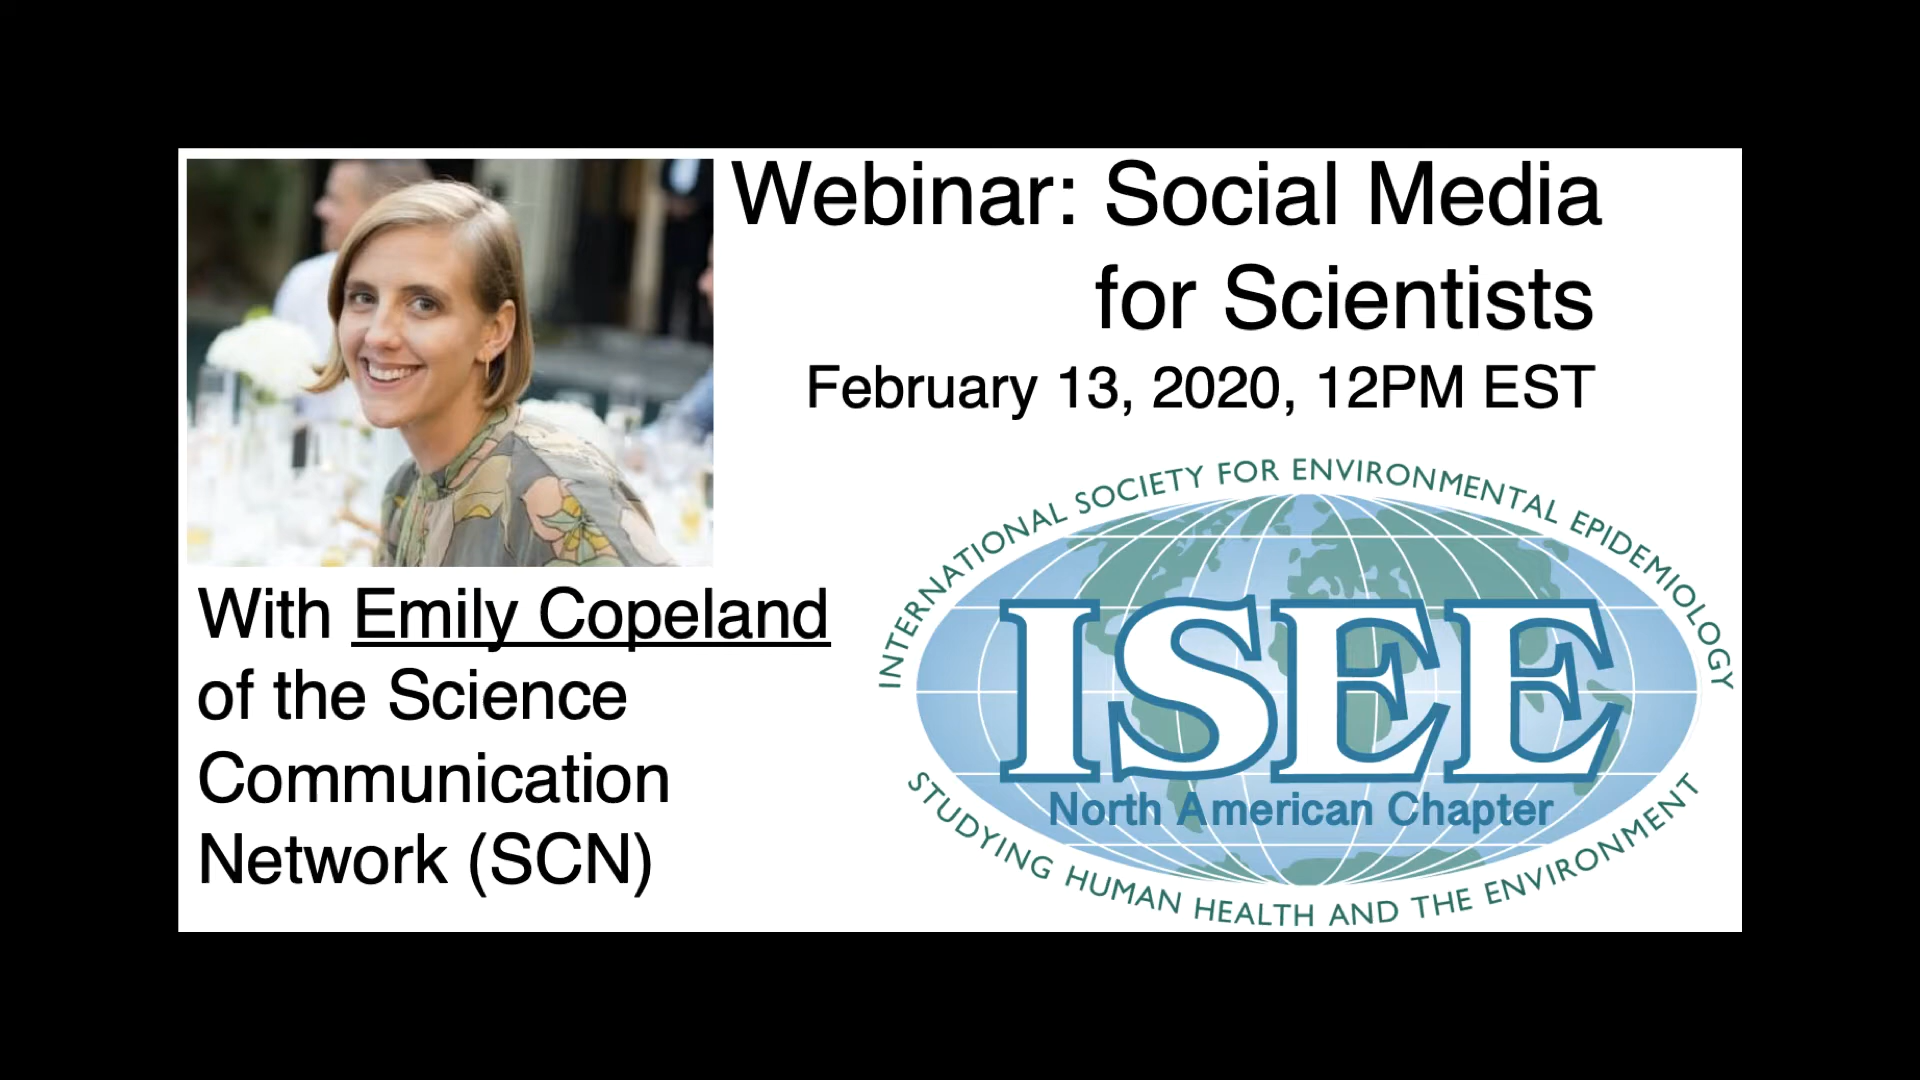 Webinar: Social Media
for Scientists
February 13, 2020, 12PM EST
With Emily Copeland
of the Science
Communication
Network (SCN)
INTERNATIONAL SOCIETY FOR ENVIRONMENTAL EPIDEMIOLOGY
ISEE
North American Chapter
STUDYING HUMAN HEALTH AND THE ENVIRONMENT